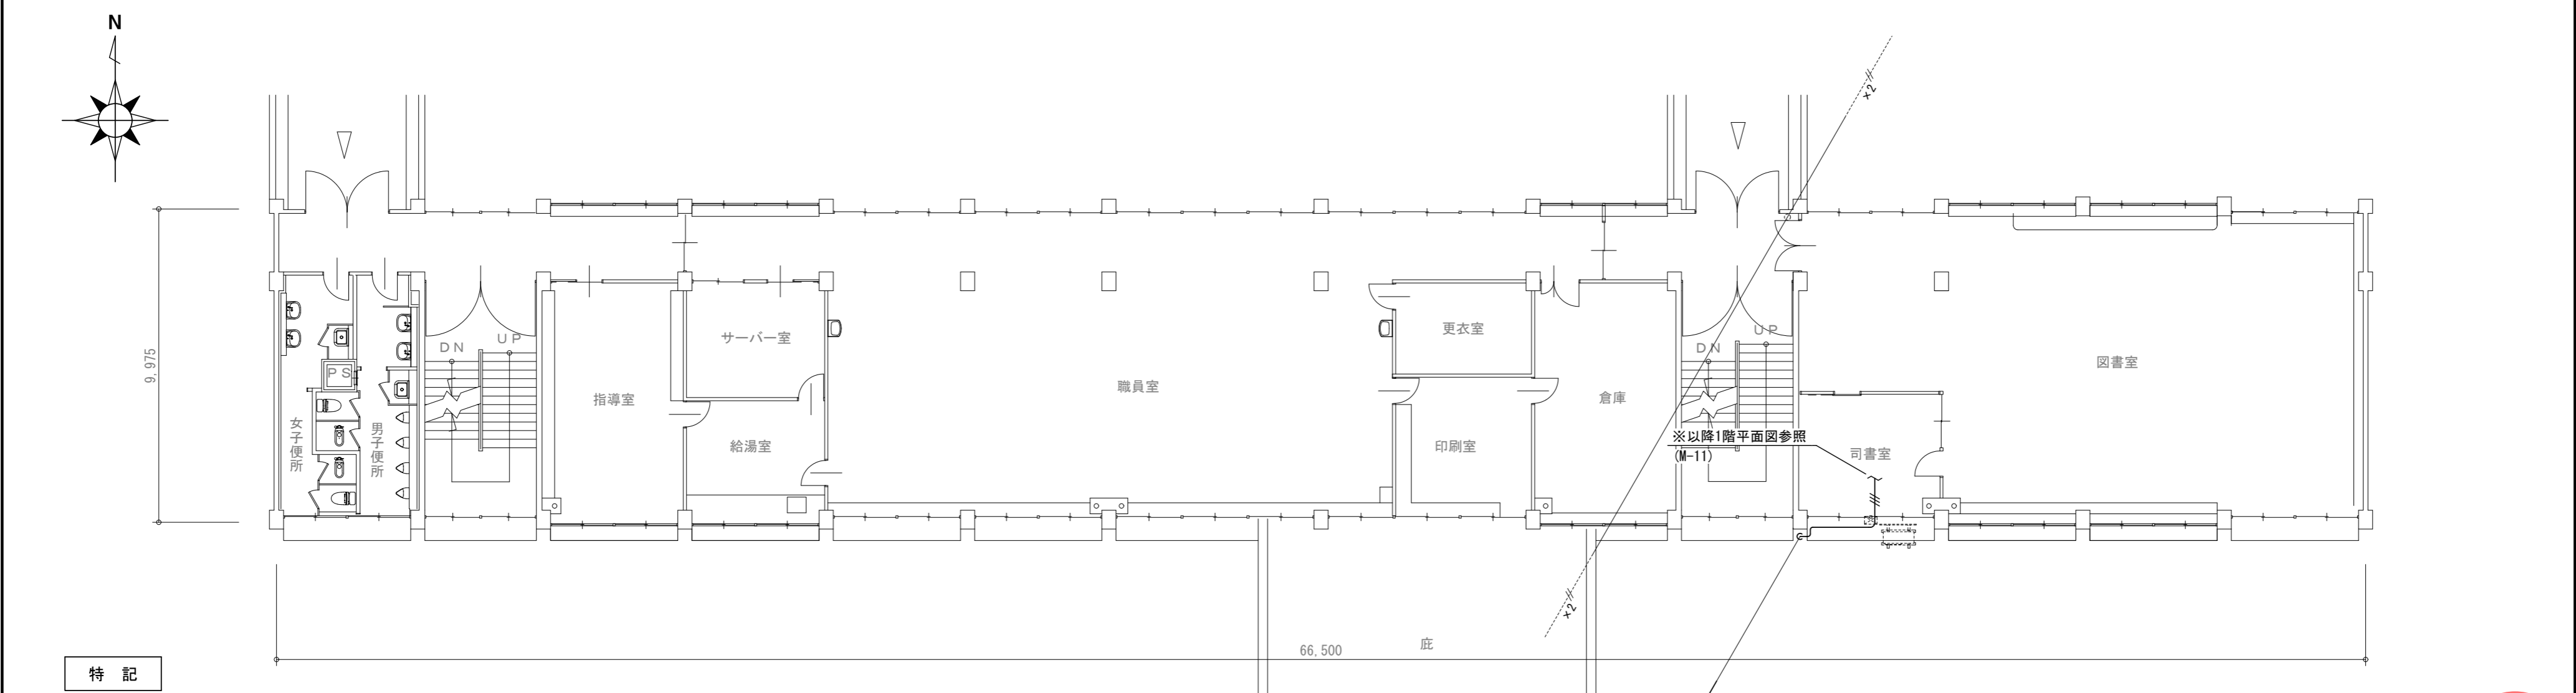 N
×2
9,975
DN
UP
PS
女子便所
男子便所
指導室
サーバー室
給湯室
職員室
更衣室
印刷室
倉庫
DN
UP
※以降1階平面図参照
(M-11)
司書室
図書室
×2
66,500
庇
特 記